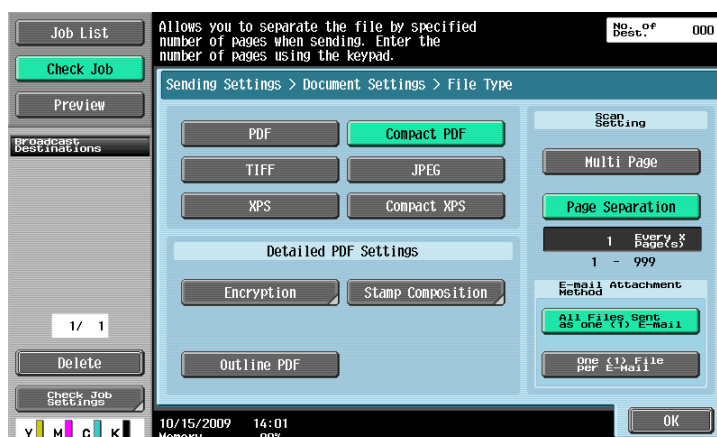 Job List
Check Job
Preview
Broadcast
Destinations
1/ 1
Delete
Check Job
Settings
Y M C K
Allows you to separate the file by specified
number of pages when sending. Enter the
number of pages using the keypad.
No. of
Dest. 000
Sending Settings > Document Settings > File Type
PDF
Compact PDF
TIFF
JPEG
XPS
Compact XPS
Detailed PDF Settings
Encryption
Stamp Composition
Outline PDF
Scan
Setting
Multi Page
Page Separation
1 Every X
Page(s)
1 - 999
E-mail Attachment
Method
All Files Sent
as one (1) E-mail
One (1) File
per E-Mail
10/15/2009 14:01
Memory 00%
OK